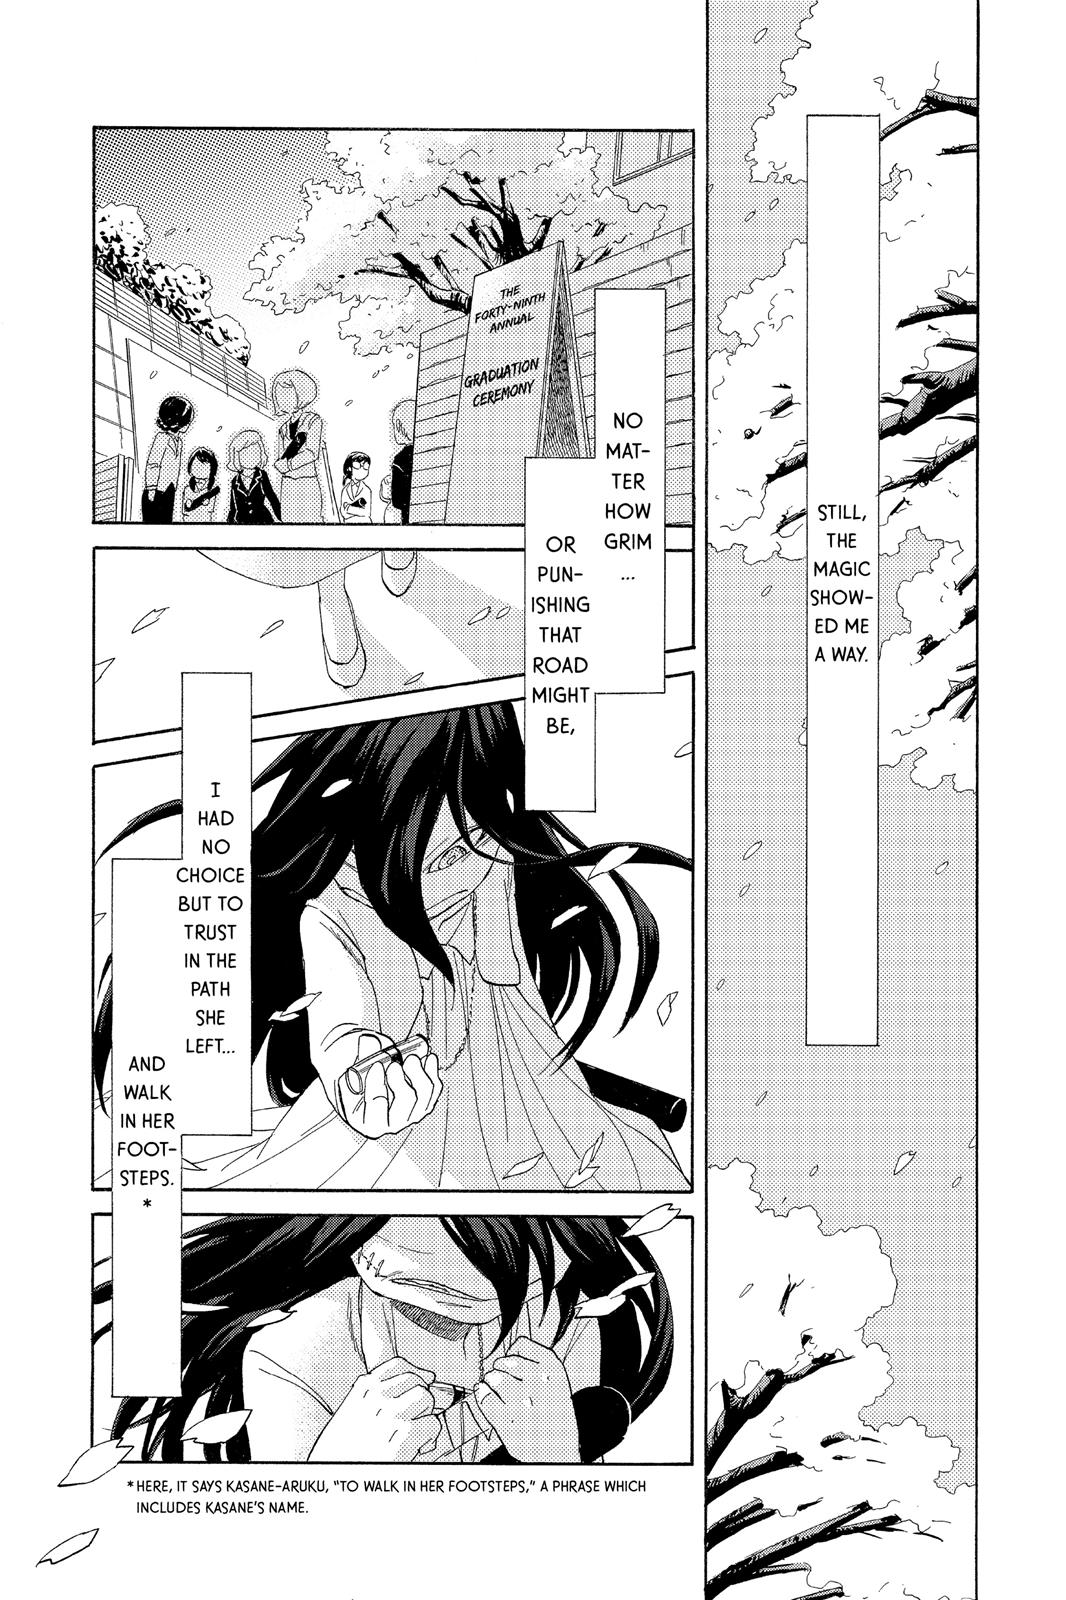 STILL,
THE
MAGIC
SHOW-
ED ME
A WAY.
THE
FORTY-NINTH
ANNUAL
GRADUATION
CEREMONY
NO
MAT-
TER
HOW
GRIM
...
OR
PUN-
ISHING
THAT
ROAD
MIGHT
BE,
I
HAD
NO
CHOICE
BUT TO
TRUST
IN THE
PATH
SHE
LEFT...
AND
WALK
IN HER
FOOT-
STEPS.
*
* HERE, IT SAYS KASANE-ARUKU, "TO WALK IN HER FOOTSTEPS," A PHRASE WHICH
INCLUDES KASANE'S NAME.